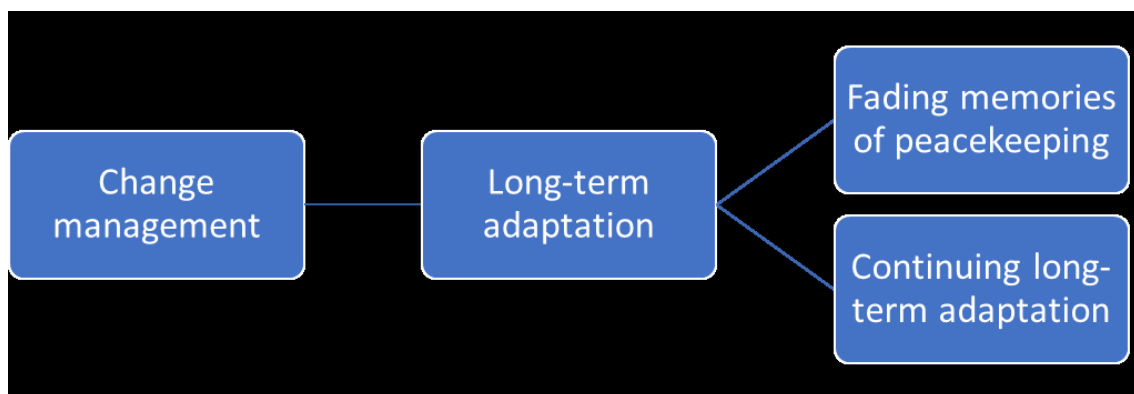 Change
management
Long-term
adaptation
Fading memories
of peacekeeping
Continuing long-
term adaptation